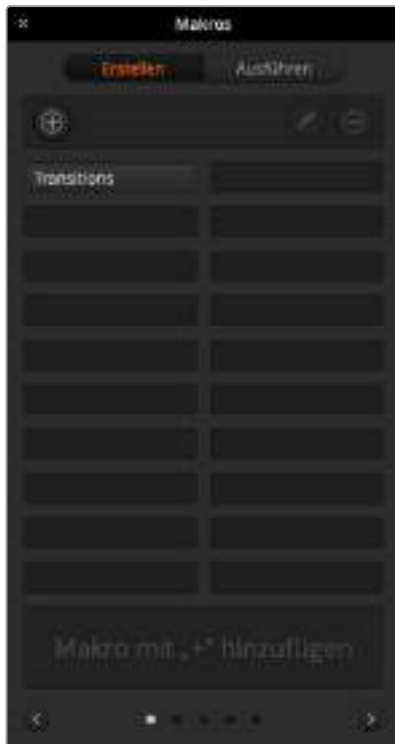 Makros
Erstellen Ausführen
Transitions
Makro mit „+“ hinzufügen